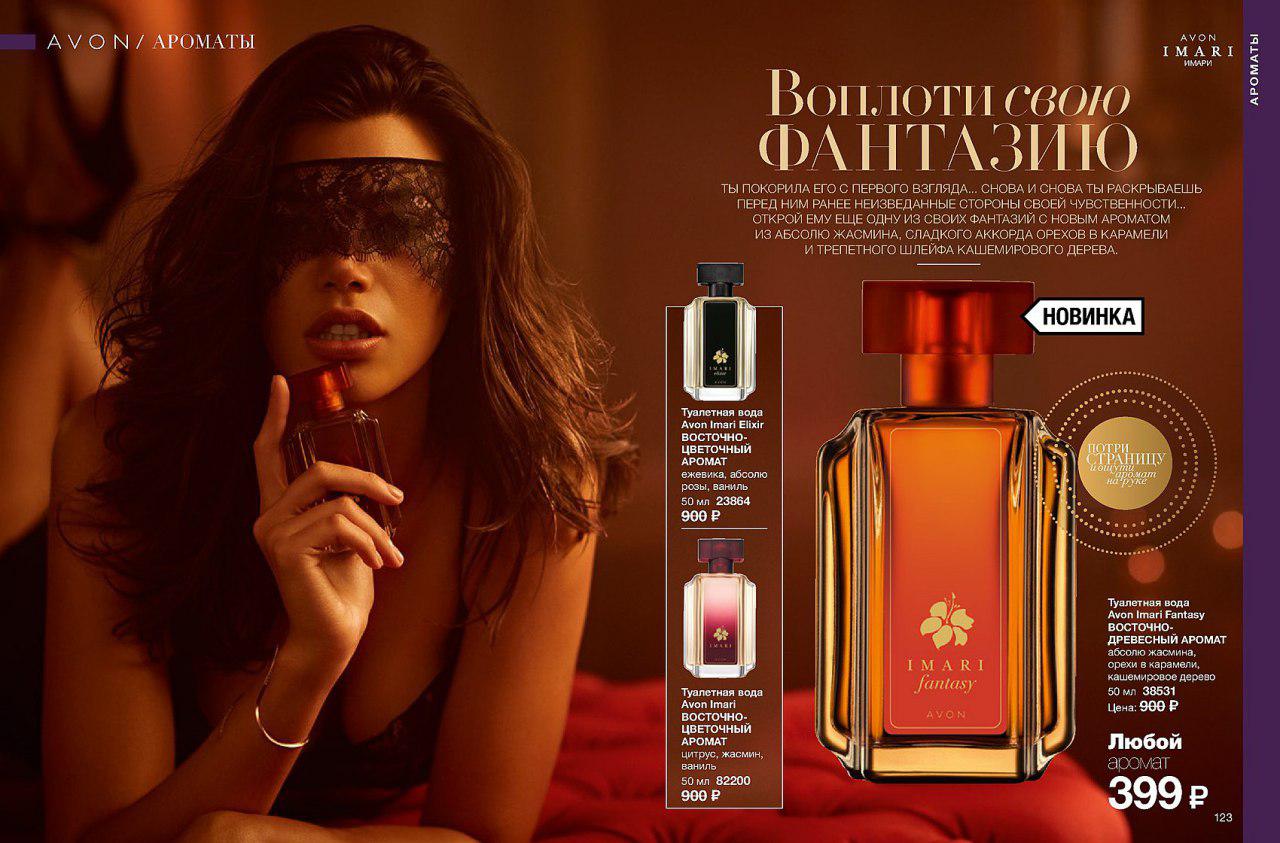 AVON/ АРОМАТЫ
AVON
IMARI
ИМАРИ
АРОМАТЫ
Воплоти свою
ФАНТАЗИЮ
ТЫ ПОКОРИЛА ЕГО С ПЕРВОГО ВЗГЛЯДА... СНОВА И СНОВА ТЫ РАСКРЫВАЕШЬ
ПЕРЕД НИМ РАНЕЕ НЕИЗВЕДАННЫЕ СТОРОНЫ СВОЕЙ ЧУВСТВЕННОСТИ...
ОТКРОЙ ЕМУ ЕЩЕ ОДНУ ИЗ СВОИХ ФАНТАЗИЙ С НОВЫМ АРОМАТОМ
ИЗ АБСОЛЮ ЖАСМИНА, СЛАДКОГО АККОРДА ОРЕХОВ В КАРАМЕЛИ
И ТРЕПЕТНОГО ШЛЕЙФА КАШЕМИРОВОГО ДЕРЕВА.
IMARI
elixir
AVON
Туалетная вода
Avon Imari Elixir
ВОСТОЧНО-
ЦВЕТОЧНЫЙ
АРОМАТ
ежевика, абсолю
розы, ваниль
50 мл 23864
900 ₽
IMARI
AVON
Туалетная вода
Avon Imari
ВОСТОЧНО-
ЦВЕТОЧНЫЙ
АРОМАТ
цитрус, жасмин,
ваниль
50 мл 82200
900 ₽
НОВИНКА
ПОТРИ
СТРАНИЦУ
и ощути
аромат
на руке
IMARI
fantasy
AVON
Туалетная вода
Avon Imari Fantasy
ВОСТОЧНО-
ДРЕВЕСНЫЙ АРОМАТ
абсолю жасмина,
орехи в карамели,
кашемировое дерево
50 мл 38531
Цена: 900 ₽
Любой
аромат
399 ₽
123